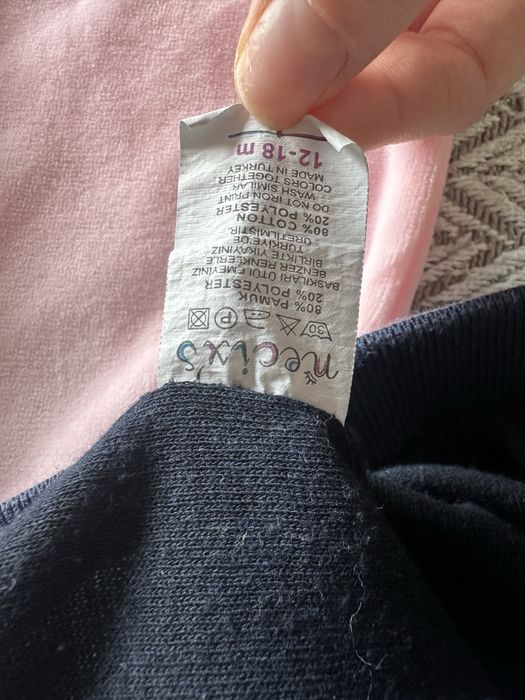 necix's
30
P
80% PAMUK
20% POLYESTER
BASKILARI ÜTÜLEMEYİNİZ
BENZER RENKLERLE
BİRLİKTE YIKAYINIZ
TÜRKİYE'DE
ÜRETİLMİŞTİR.
80% COTTON
20% POLYESTER
DO NOT IRON PRINT
WASH SIMILAR
COLORS TOGETHER
MADE IN TURKEY
12-18 m